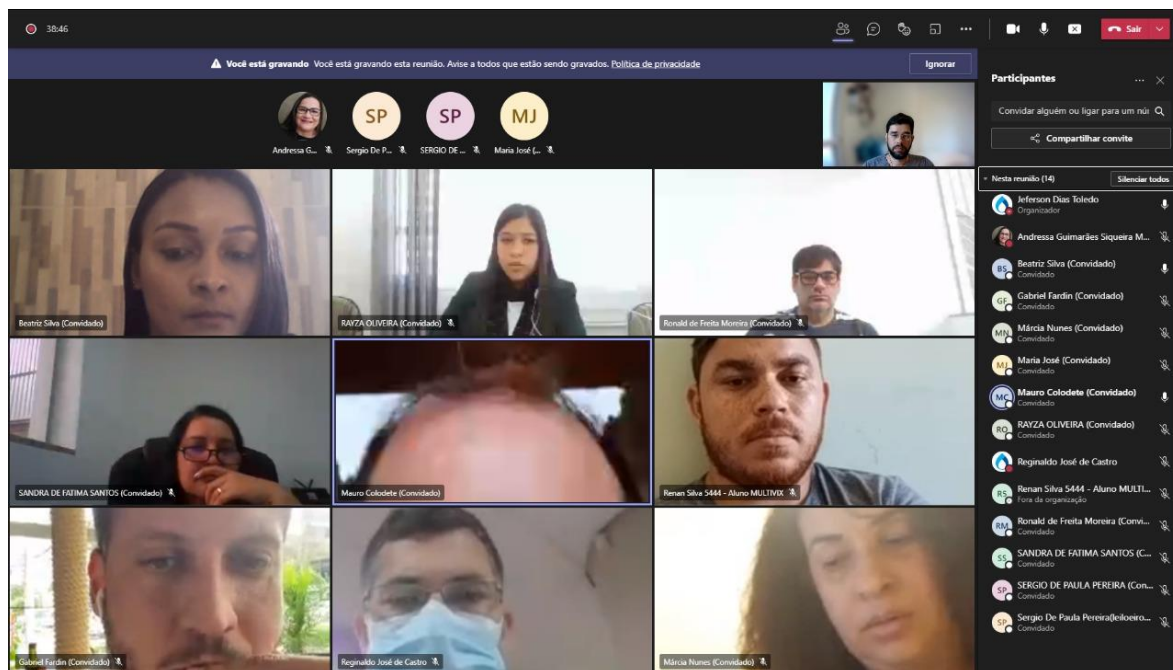 38:46
Sair
Você está gravando Você está gravando esta reunião. Avise a todos que estão sendo gravados. Política de privacidade
Ignorar
SP
SP
MJ
Andressa G...
Sergio De P...
SERGIO DE ...
Maria José (...
Beatriz Silva (Convidado)
RAYZA OLIVEIRA (Convidado)
Ronald de Freita Moreira (Convidado)
SANDRA DE FATIMA SANTOS (Convidado)
Mauro Colodete (Convidado)
Renan Silva 5444 - Aluno MULTIVIX
Gabriel Fardin (Convidado)
Reginaldo José de Castro
Márcia Nunes (Convidado)
Participantes
Convidar alguém ou ligar para um núi
Compartilhar convite
Nesta reunião (14)
Silenciar todos
Jeferson Dias Toledo
Organizador
Andressa Guimarães Siqueira M...
BS
Beatriz Silva (Convidado)
Convidado
GF
Gabriel Fardin (Convidado)
Convidado
MN
Márcia Nunes (Convidado)
Convidado
MJ
Maria José (Convidado)
Convidado
MC
Mauro Colodete (Convidado)
Convidado
RO
RAYZA OLIVEIRA (Convidado)
Convidado
Reginaldo José de Castro
RS
Renan Silva 5444 - Aluno MULTI...
Fora da organização
RM
Ronald de Freita Moreira (Convi...
Convidado
SS
SANDRA DE FATIMA SANTOS (C...
Convidado
SP
SERGIO DE PAULA PEREIRA (Con...
Convidado
SP
Sergio De Paula Pereira(leiloeiro...
Convidado